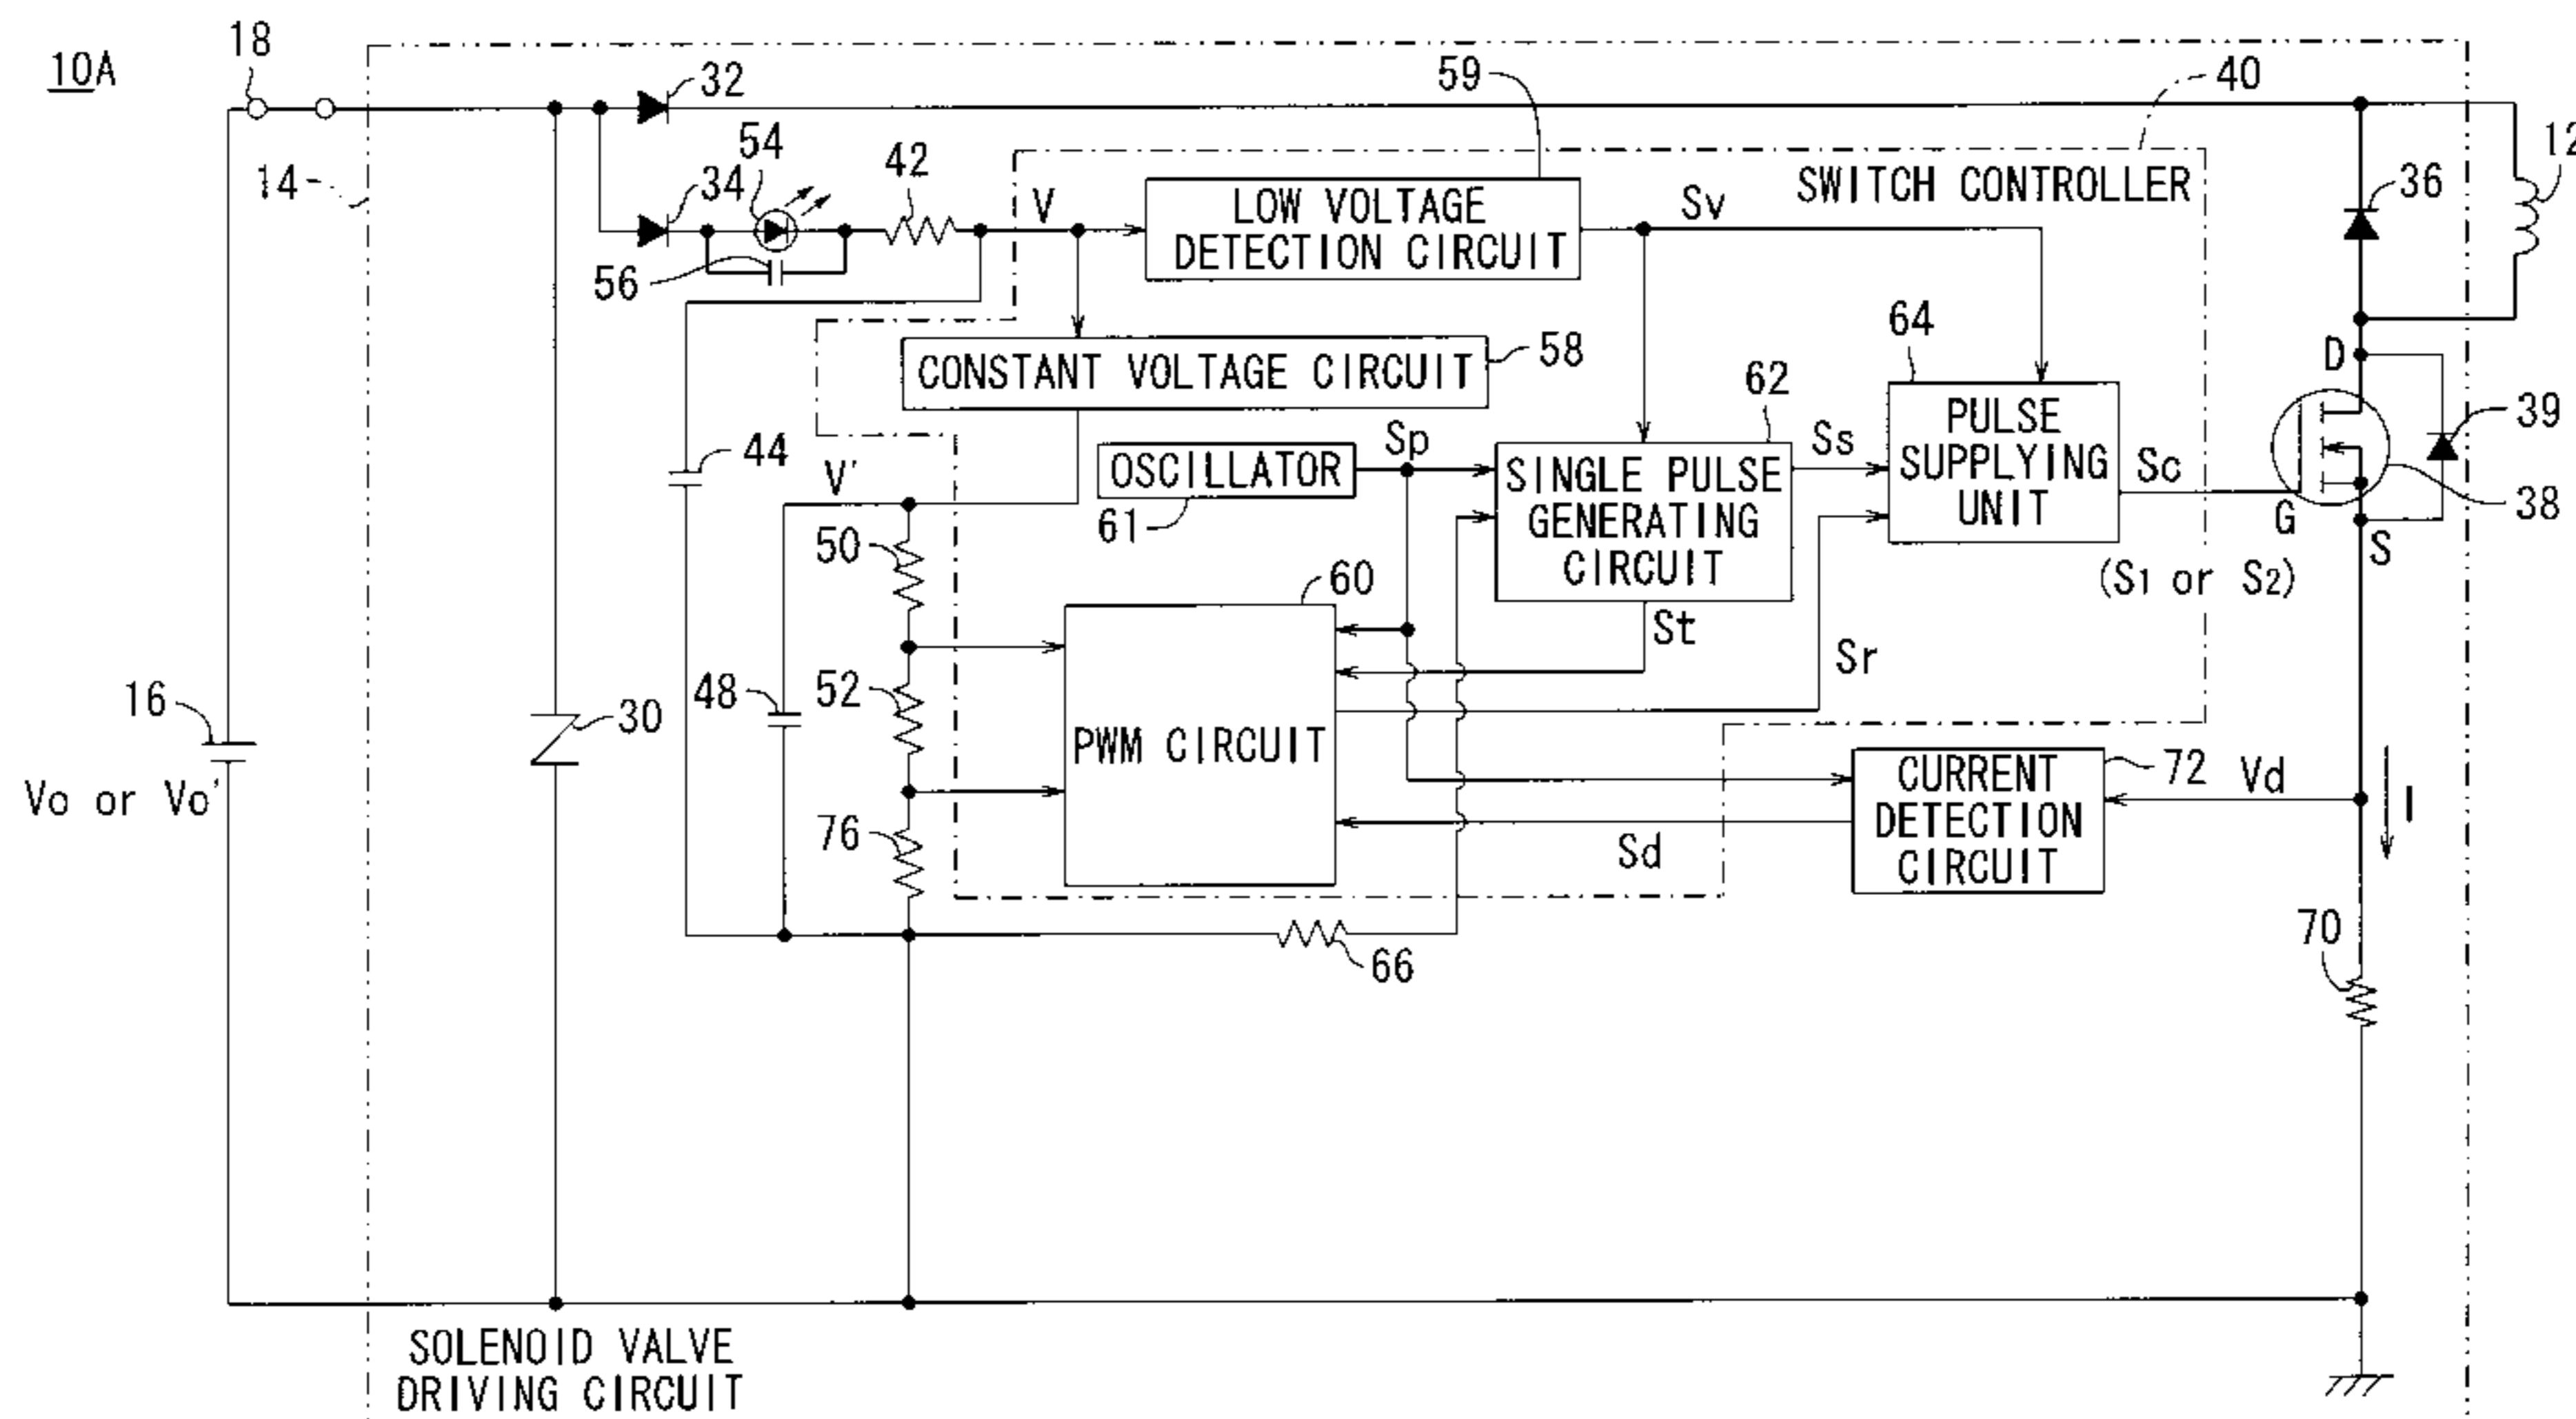 10A
18
32
59
40
54
42
12
14
34
V
LOW VOLTAGE
DETECTION CIRCUIT
Sv
SWITCH CONTROLLER
36
56
64
CONSTANT VOLTAGE CIRCUIT
58
D
62
PULSE
SUPPLYING
UNIT
39
44
V'
OSCILLATOR
Sp
SINGLE PULSE
GENERATING
CIRCUIT
Ss
Sc
61
G
38
50
S
(S1 or S2)
60
St
Sr
16
48
52
30
PWM CIRCUIT
CURRENT
DETECTION
CIRCUIT
72
Vd
I
Vo or Vo'
76
Sd
70
66
SOLENOID VALVE
DRIVING CIRCUIT